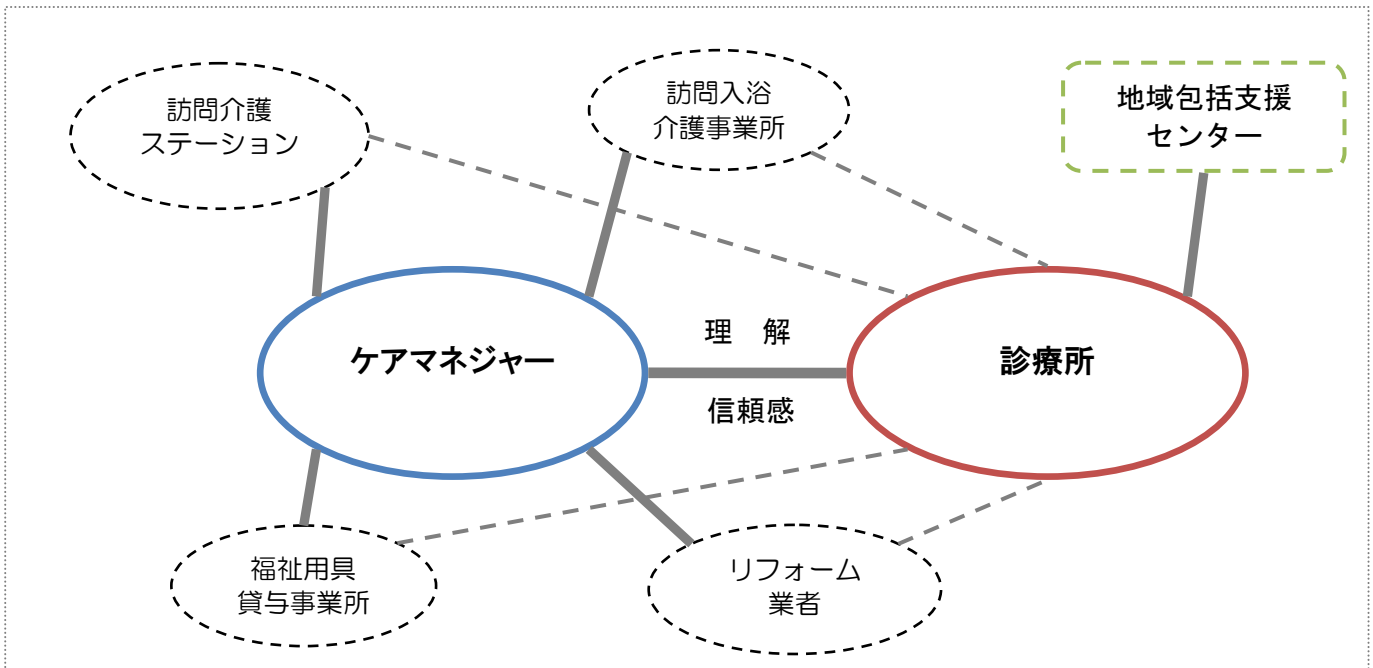 訪問介護
ステーション
訪問入浴
介護事業所
地域包括支援
センター
ケアマネジャー
理　解
信頼感
診療所
福祉用具
貸与事業所
リフォーム
業者